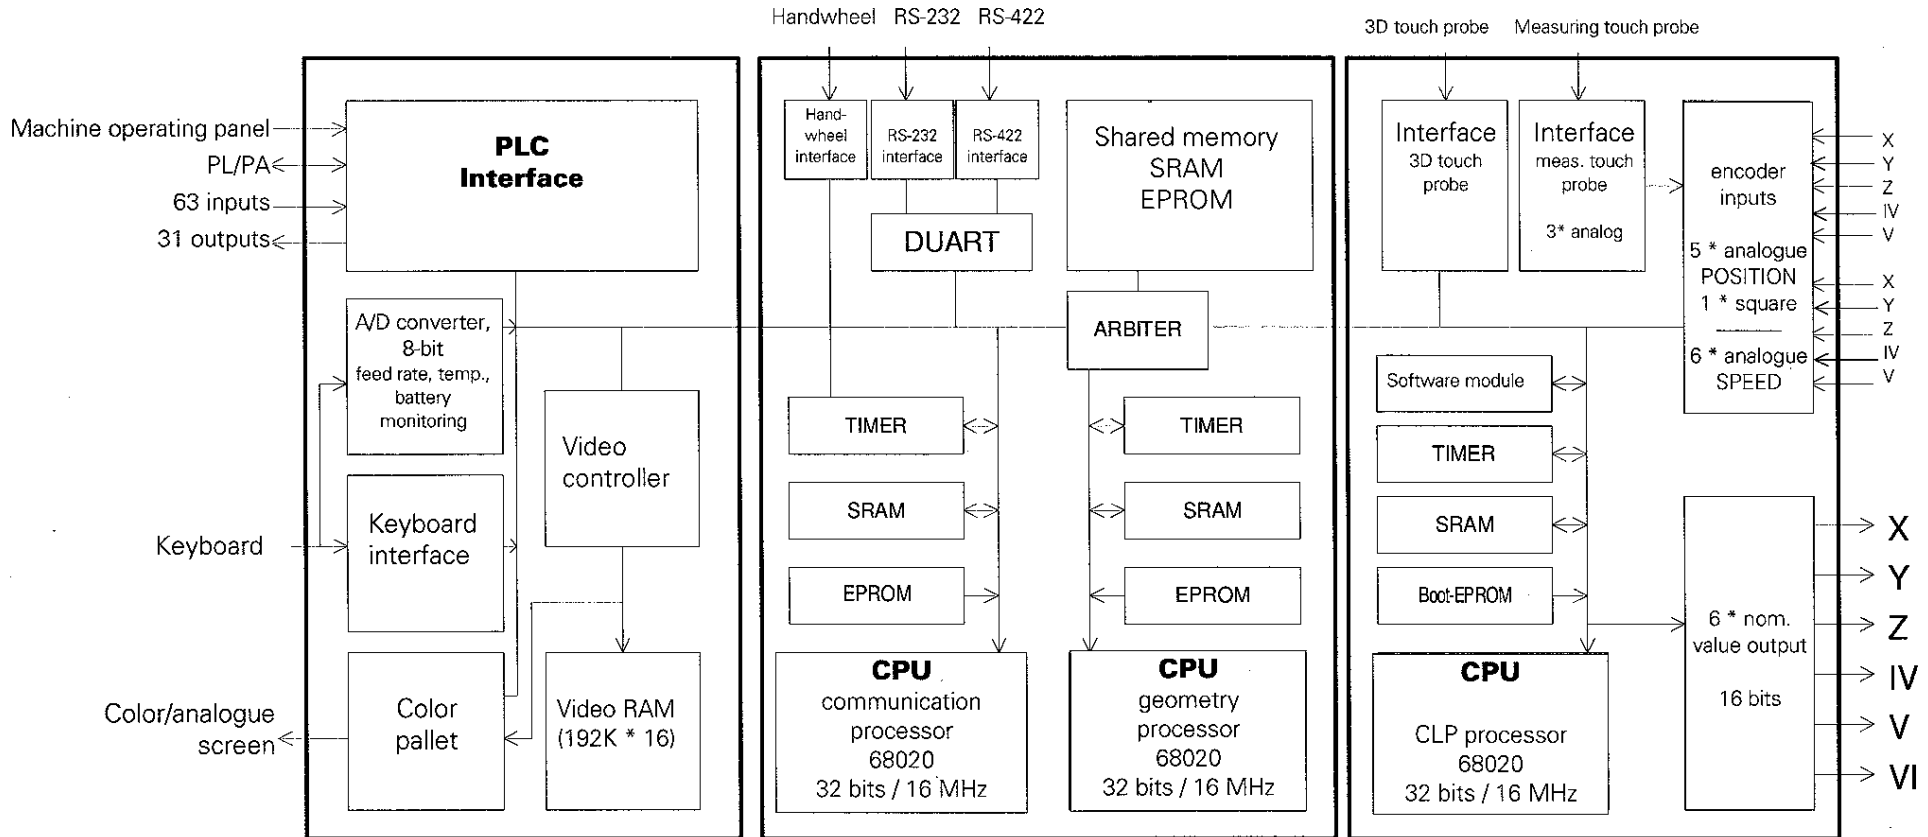 Handwheel RS-232 RS-422
3D touch probe Measuring touch probe
Machine operating panel
PL/PA
63 inputs
31 outputs
Keyboard
Color/analogue
screen
PLC
Interface
A/D converter,
8-bit
feed rate, temp.,
battery
monitoring
Keyboard
interface
Color
pallet
Video
controller
Video RAM
(192K * 16)
Hand-
wheel
interface
RS-232
interface
RS-422
interface
DUART
Shared memory
SRAM
EPROM
ARBITER
TIMER
SRAM
EPROM
TIMER
SRAM
EPROM
CPU
communication
processor
68020
32 bits / 16 MHz
CPU
geometry
processor
68020
32 bits / 16 MHz
Interface
3D touch
probe
Interface
meas. touch
probe
3* analog
Software module
TIMER
SRAM
Boot-EPROM
CPU
CLP processor
68020
32 bits / 16 MHz
encoder
inputs
5 * analogue
POSITION
1 * square
6 * analogue
SPEED
X
Y
Z
IV
V
X
Y
Z
IV
V
6 * nom.
value output
16 bits
X
Y
Z
IV
V
VI